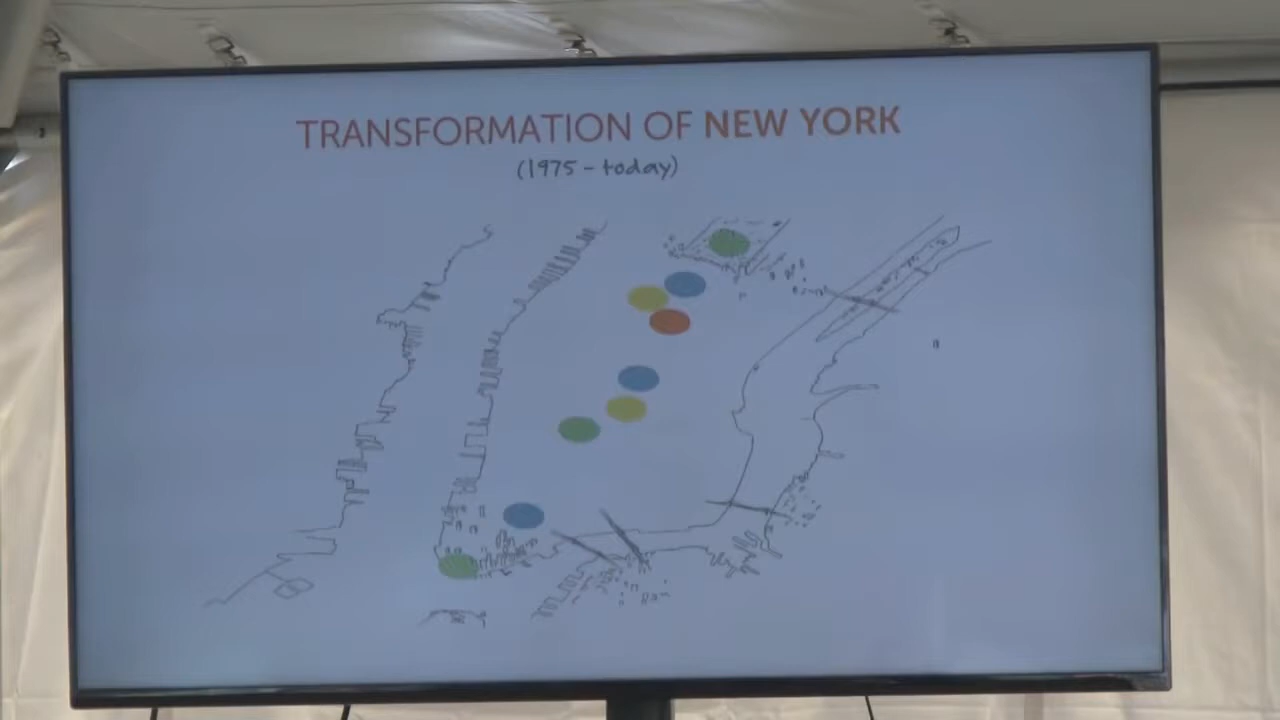 TRANSFORMATION OF NEW YORK
(1975 – today)